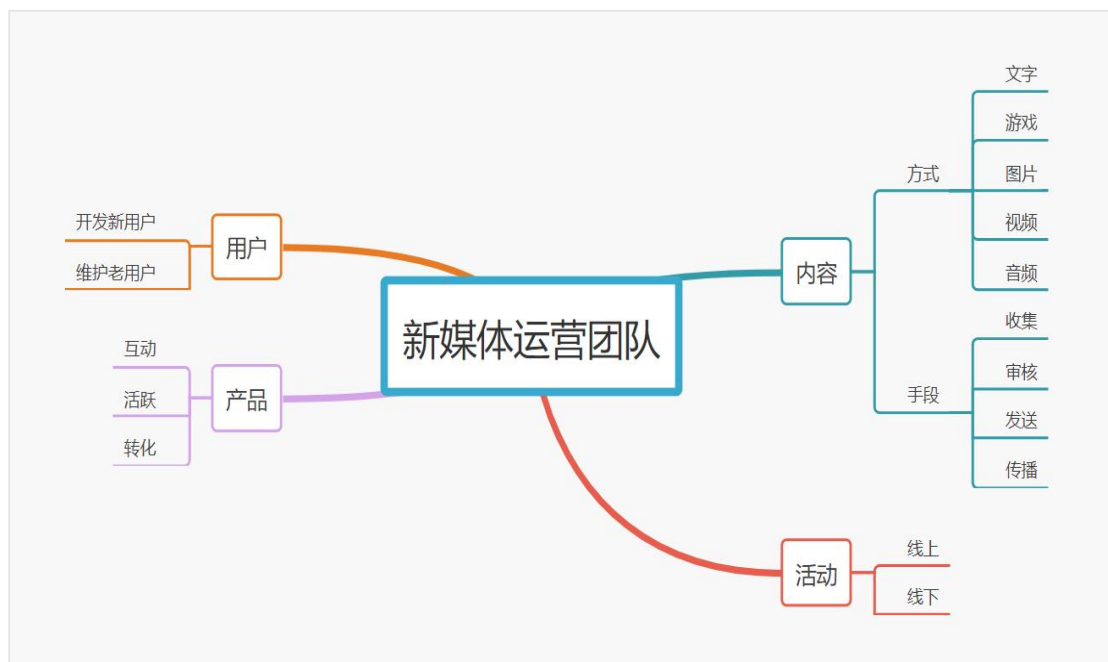 新媒体运营团队
内容
方式
文字
游戏
图片
视频
音频
手段
收集
审核
发送
传播
活动
线上
线下
用户
开发新用户
维护老用户
产品
互动
活跃
转化